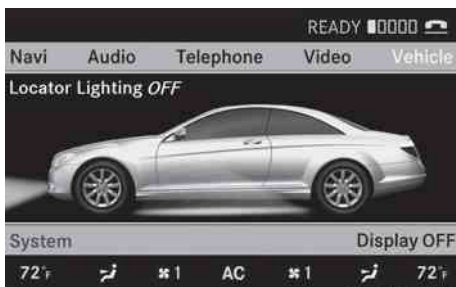 READY
Navi Audio Telephone Video Vehicle
Locator Lighting OFF
System Display OFF
72°F 1 AC 1 72°F